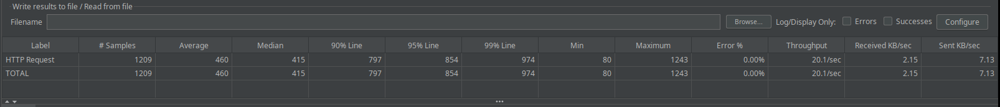 Write results to file / Read from file
Filename Browse... Log/Display Only: Errors Successes Configure
Label # Samples Average Median 90% Line 95% Line 99% Line Min Maximum Error % Throughput Received KB/sec Sent KB/sec
HTTP Request 1209 460 415 797 854 974 80 1243 0.00% 20.1/sec 2.15 7.13
TOTAL 1209 460 415 797 854 974 80 1243 0.00% 20.1/sec 2.15 7.13